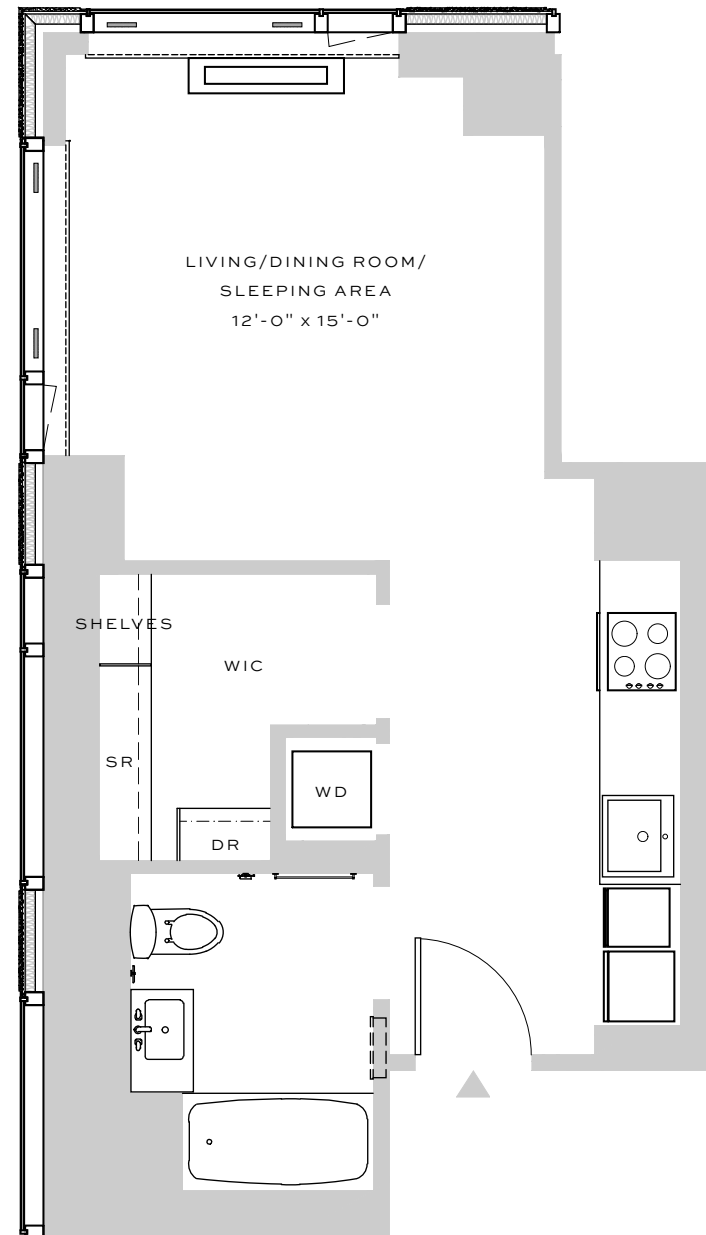 LIVING/DINING ROOM/
SLEEPING AREA
12'-0" x 15'-0"
SHELVES
WIC
SR
WD
DR